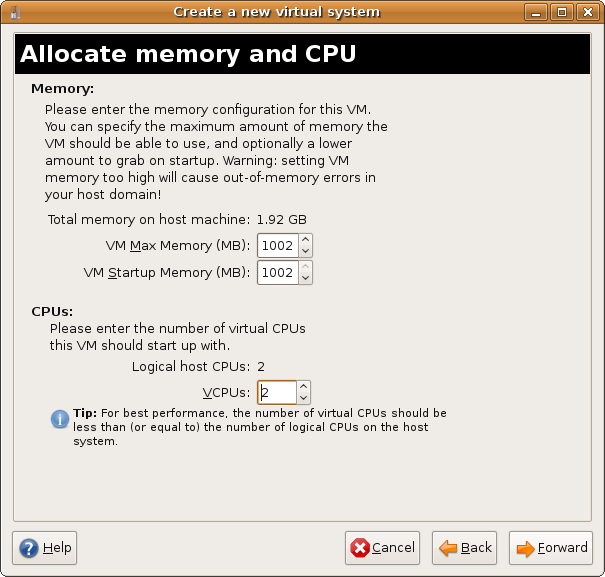 Create a new virtual system
Allocate memory and CPU
Memory:
Please enter the memory configuration for this VM.
You can specify the maximum amount of memory the
VM should be able to use, and optionally a lower
amount to grab on startup. Warning: setting VM
memory too high will cause out-of-memory errors in
your host domain!
Total memory on host machine: 1.92 GB
VM Max Memory (MB): 1002
VM Startup Memory (MB): 1002
CPUs:
Please enter the number of virtual CPUs
this VM should start up with.
Logical host CPUs: 2
VCPUs: 2
Tip: For best performance, the number of virtual CPUs should be
less than (or equal to) the number of logical CPUs on the host
system.
Help Cancel Back Forward